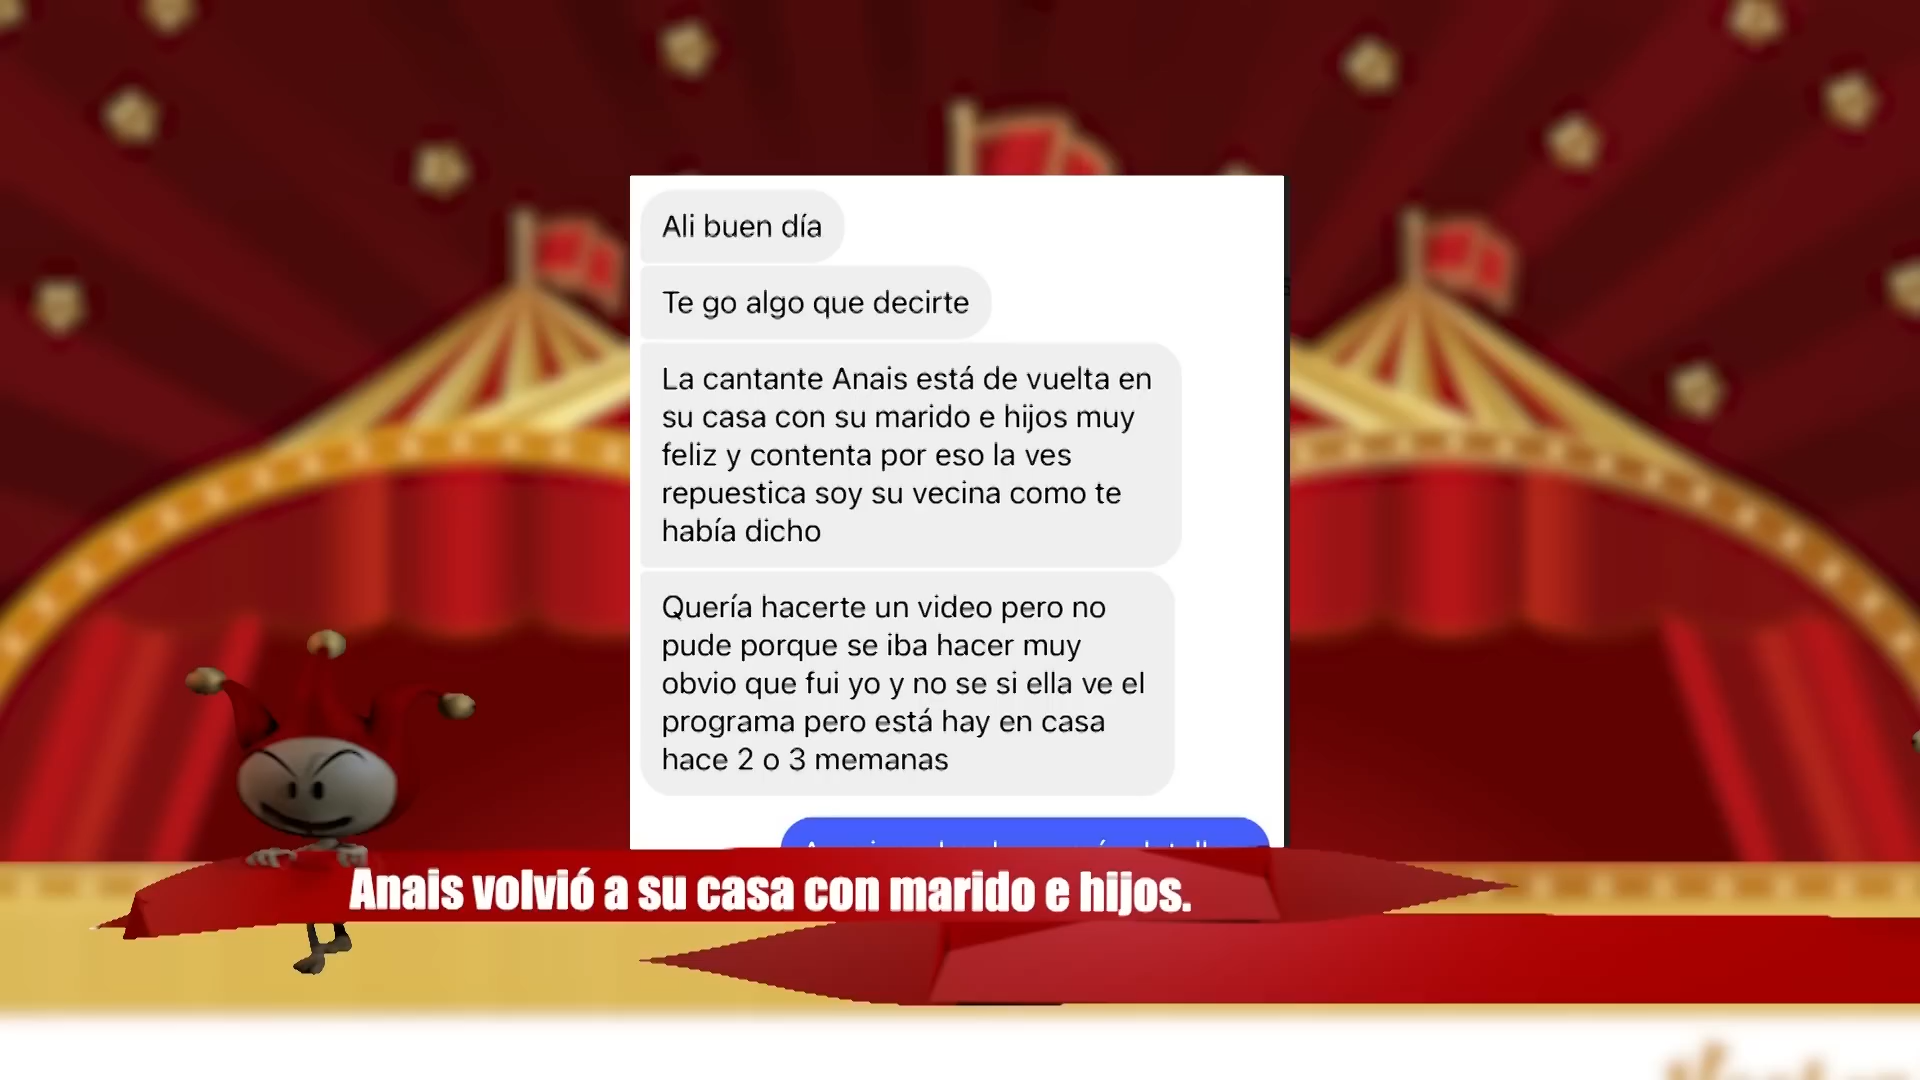 Ali buen día
Te go algo que decirte
La cantante Anais está de vuelta en
su casa con su marido e hijos muy
feliz y contenta por eso la ves
repuestica soy su vecina como te
había dicho
Quería hacerte un video pero no
pude porque se iba hacer muy
obvio que fui yo y no se si ella ve el
programa pero está hay en casa
hace 2 o 3 memanas
Anais volvió a su casa con marido e hijos.